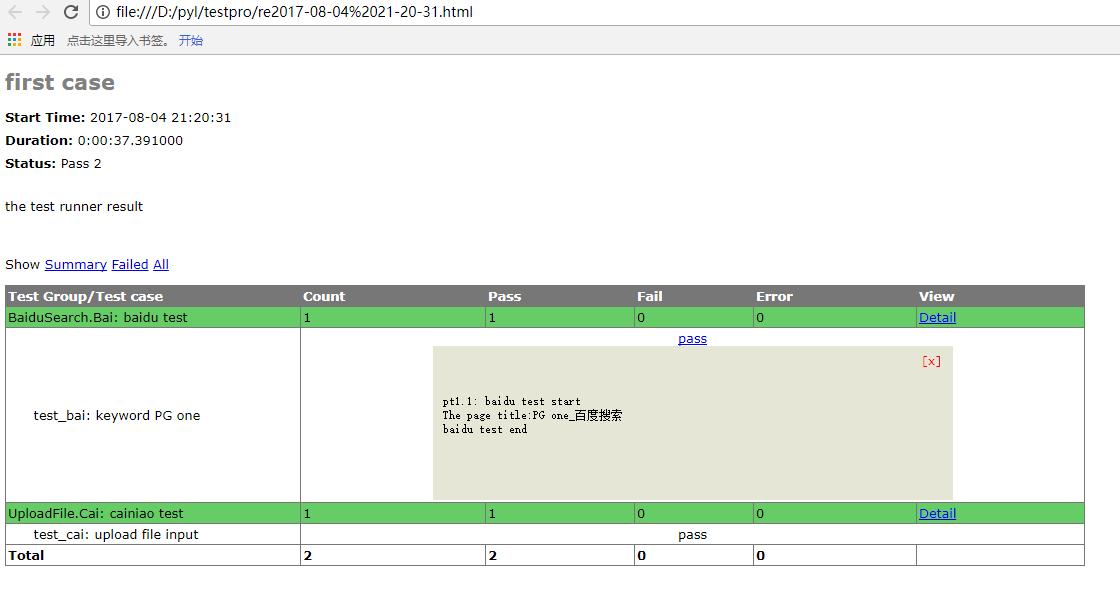 file:///D:/pyl/testpro/re2017-08-04%2021-20-31.html
应用 点击这里导入书签。 开始
first case
Start Time: 2017-08-04 21:20:31
Duration: 0:00:37.391000
Status: Pass 2
the test runner result
Show Summary Failed All
Test Group/Test case Count Pass Fail Error View
BaiduSearch.Bai: baidu test 1 1 0 0 Detail
pass
[x]
test_bai: keyword PG one
pt1.1: baidu test start
The page title:PG one_百度搜索
baidu test end
UploadFile.Cai: cainiao test 1 1 0 0 Detail
test_cai: upload file input pass
Total 2 2 0 0